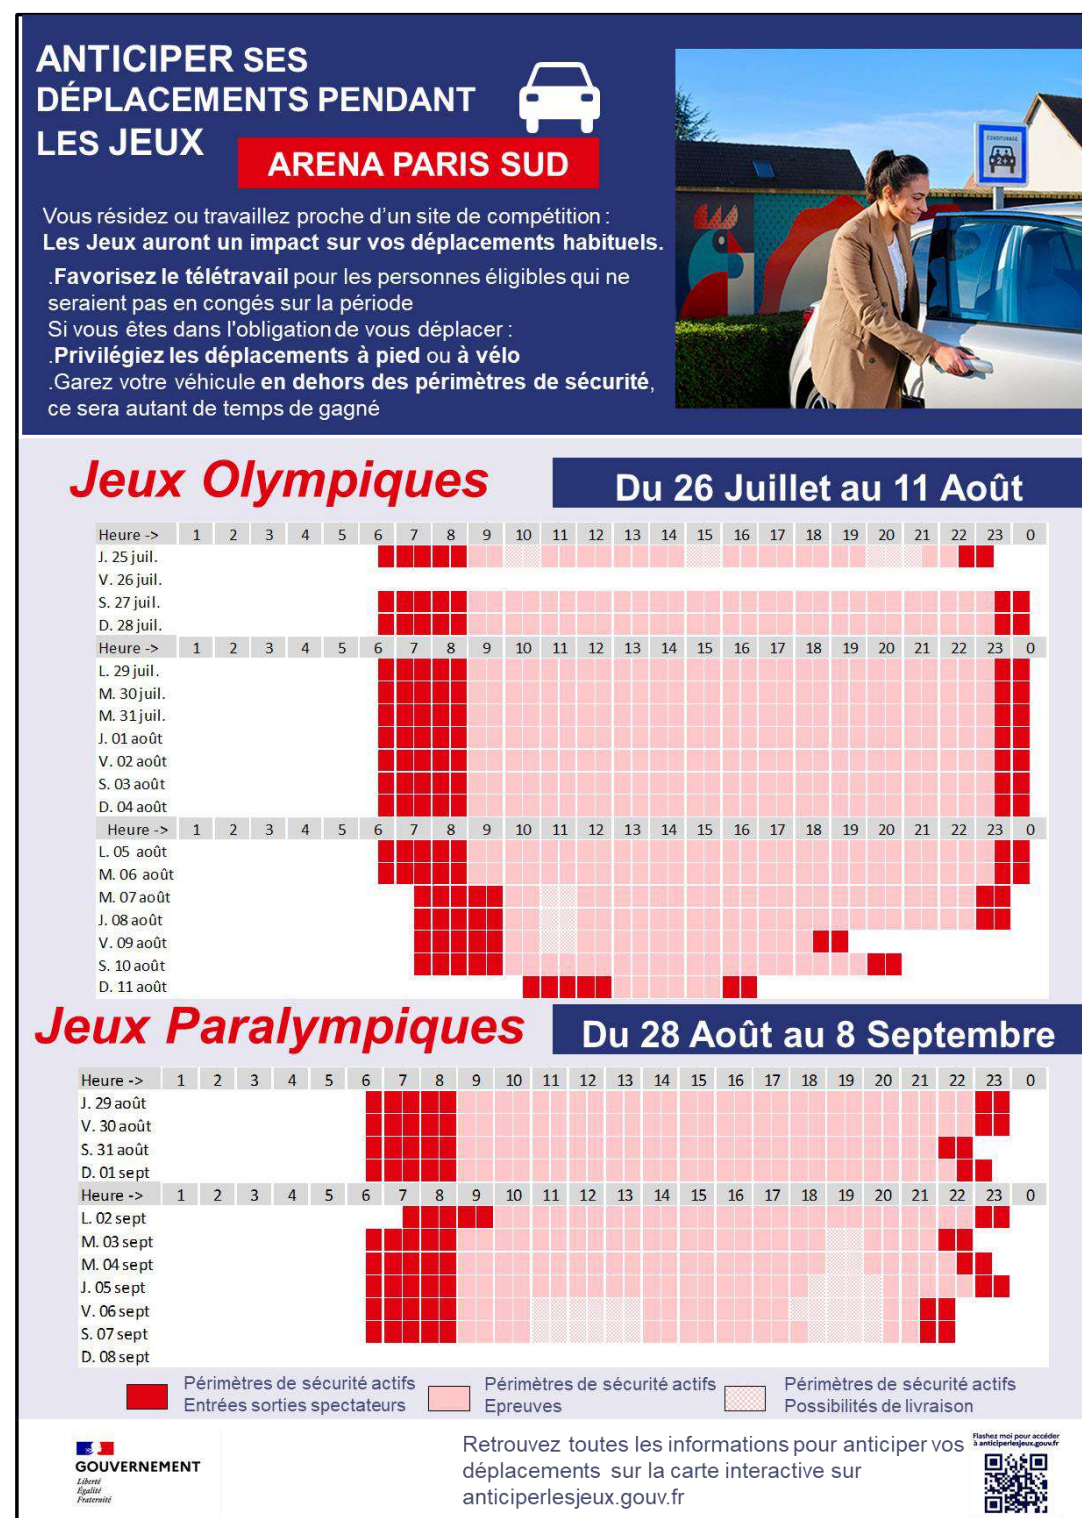 ANTICIPER SES
DÉPLACEMENTS PENDANT
LES JEUX
ARENA PARIS SUD
COVOITURAGE
Vous résidez ou travaillez proche d'un site de compétition :
Les Jeux auront un impact sur vos déplacements habituels.
.Favorisez le télétravail pour les personnes éligibles qui ne
seraient pas en congés sur la période
Si vous êtes dans l'obligation de vous déplacer :
.Privilégiez les déplacements à pied ou à vélo
.Garez votre véhicule en dehors des périmètres de sécurité,
ce sera autant de temps de gagné
Jeux Olympiques
Du 26 Juillet au 11 Août
Heure -> 1 2 3 4 5 6 7 8 9 10 11 12 13 14 15 16 17 18 19 20 21 22 23 0
J. 25 juil.
V. 26 juil.
S. 27 juil.
D. 28 juil.
Heure -> 1 2 3 4 5 6 7 8 9 10 11 12 13 14 15 16 17 18 19 20 21 22 23 0
L. 29 juil.
M. 30 juil.
M. 31 juil.
J. 01 août
V. 02 août
S. 03 août
D. 04 août
Heure -> 1 2 3 4 5 6 7 8 9 10 11 12 13 14 15 16 17 18 19 20 21 22 23 0
L. 05 août
M. 06 août
M. 07 août
J. 08 août
V. 09 août
S. 10 août
D. 11 août
Jeux Paralympiques
Du 28 Août au 8 Septembre
Heure -> 1 2 3 4 5 6 7 8 9 10 11 12 13 14 15 16 17 18 19 20 21 22 23 0
J. 29 août
V. 30 août
S. 31 août
D. 01 sept
Heure -> 1 2 3 4 5 6 7 8 9 10 11 12 13 14 15 16 17 18 19 20 21 22 23 0
L. 02 sept
M. 03 sept
M. 04 sept
J. 05 sept
V. 06 sept
S. 07 sept
D. 08 sept
Périmètres de sécurité actifs
Entrées sorties spectateurs
Périmètres de sécurité actifs
Epreuves
Périmètres de sécurité actifs
Possibilités de livraison
GOUVERNEMENT
Liberté
Égalité
Fraternité
Retrouvez toutes les informations pour anticiper vos
déplacements sur la carte interactive sur
anticiperlesjeux.gouv.fr
Flashez moi pour accéder
à anticiperlesjeux.gouv.fr